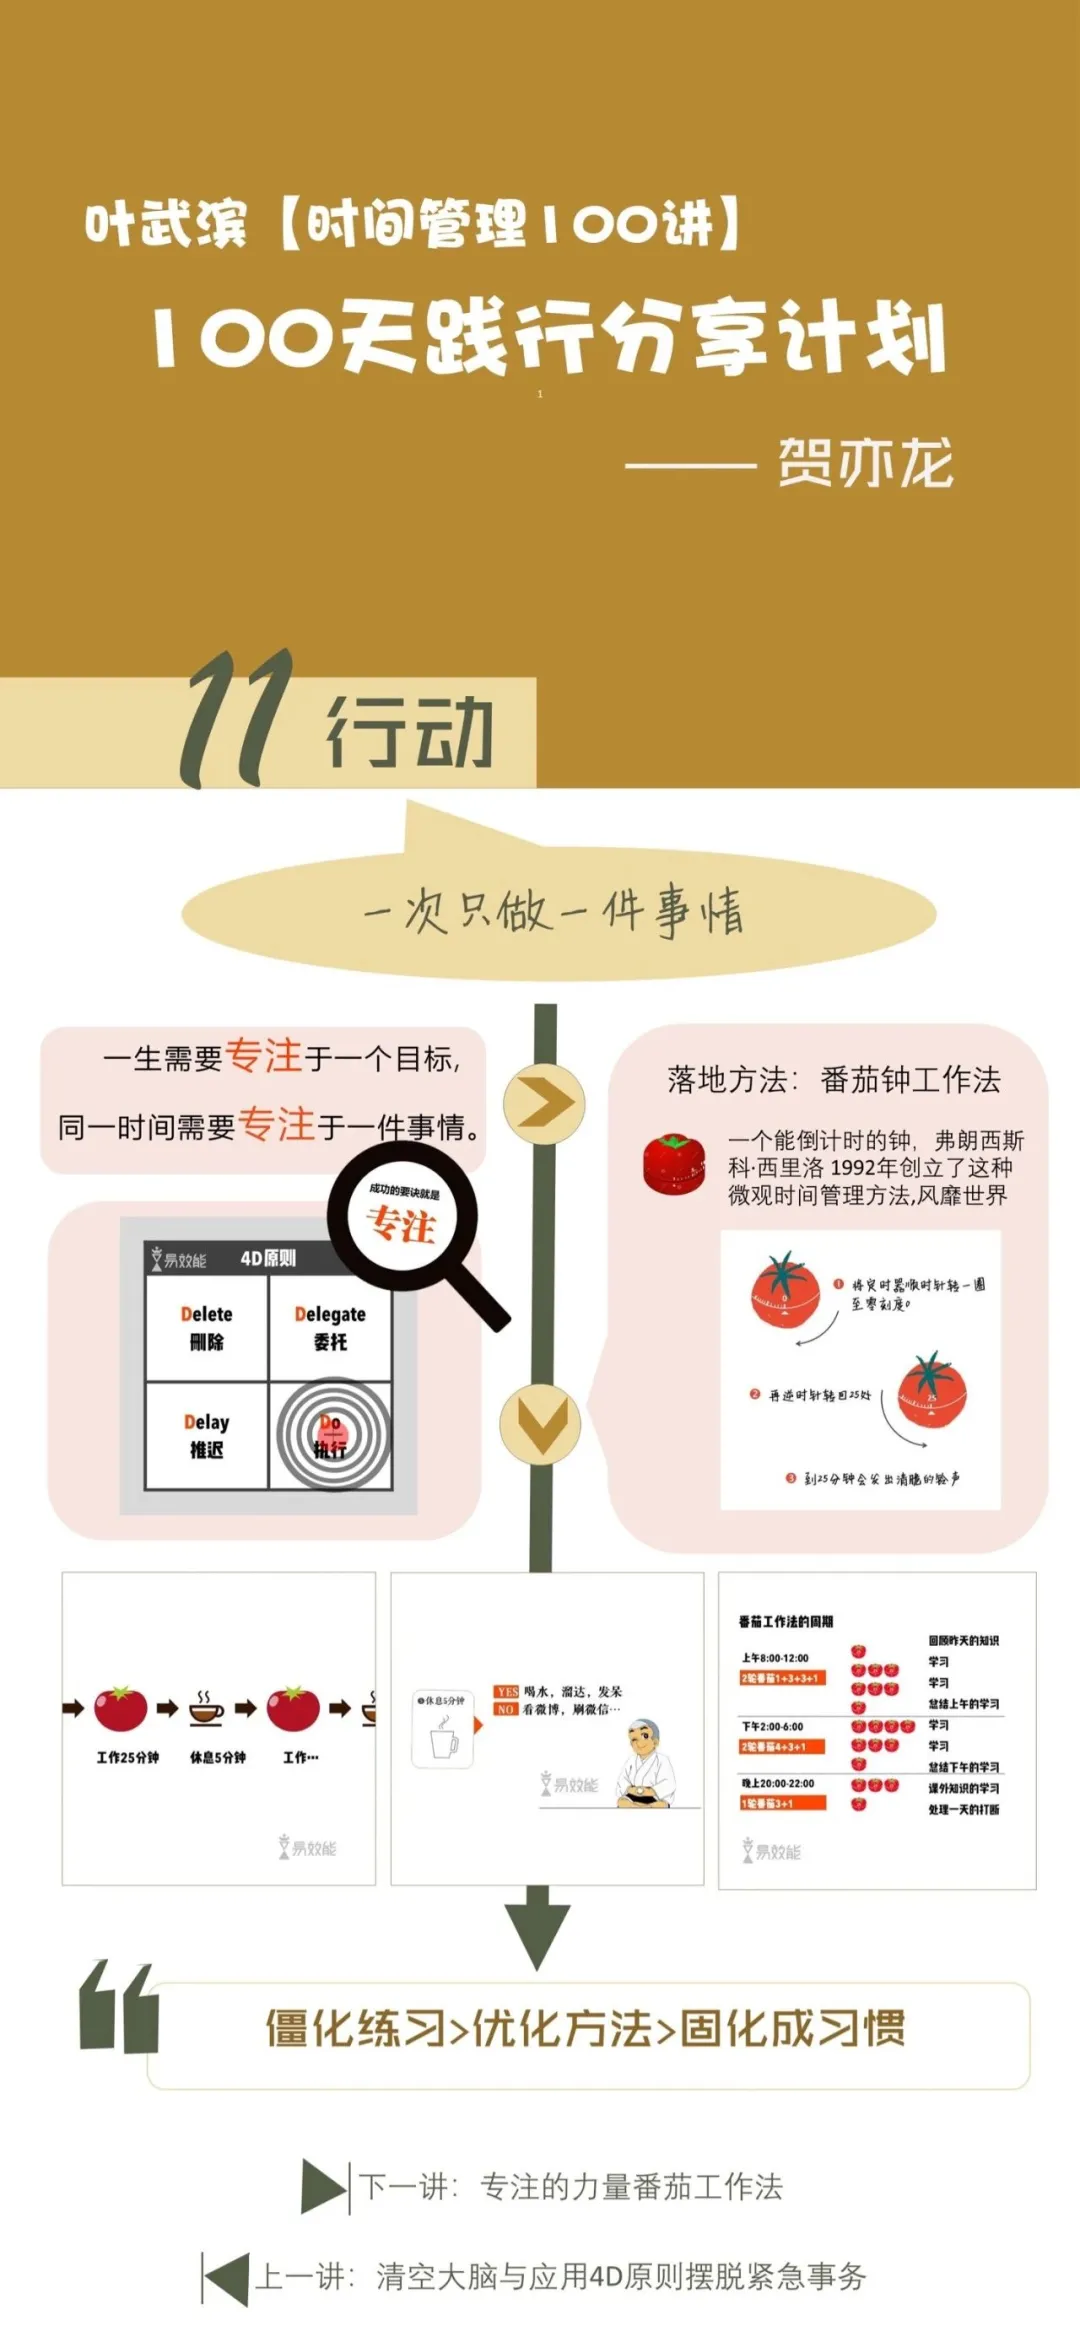 叶武滨【时间管理100讲】
100天践行分享计划
1
—— 贺亦龙
11 行动
一次只做一件事情
一生需要专注于一个目标,
同一时间需要专注于一件事情。
成功的要诀就是
专注
易效能 4D原则
Delete
删除
Delegate
委托
Delay
推迟
Do
执行
落地方法：番茄钟工作法
一个能倒计时的钟，弗朗西斯
科·西里洛 1992年创立了这种
微观时间管理方法,风靡世界
0
❶ 将定时器顺时针转一圈
至零刻度。
25
❷ 再逆时针转回25处
❸ 到25分钟会发出清脆的铃声
工作25分钟 休息5分钟 工作…
易效能
休息5分钟
YES 喝水，溜达，发呆
NO 看微博，刷微信…
易效能
番茄工作法的周期
上午8:00-12:00
2轮番茄1+3+3+1
回顾昨天的知识
学习
学习
总结上午的学习
下午2:00-6:00
2轮番茄4+3+1
学习
学习
总结下午的学习
晚上20:00-22:00
1轮番茄3+1
课外知识的学习
处理一天的打断
易效能
僵化练习>优化方法>固化成习惯
下一讲：专注的力量番茄工作法
上一讲：清空大脑与应用4D原则摆脱紧急事务